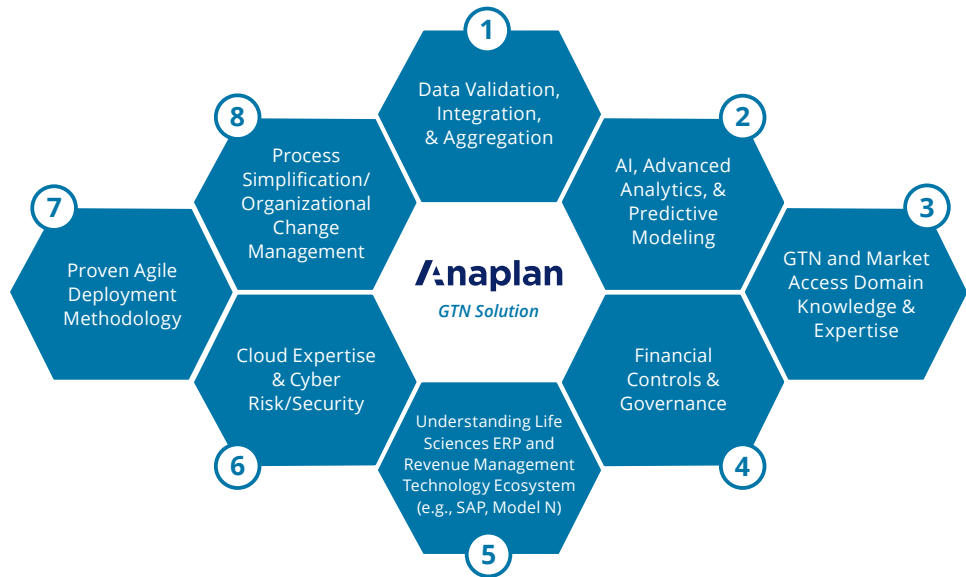 1
Data Validation,
Integration,
& Aggregation
2
AI, Advanced
Analytics, &
Predictive
Modeling
3
GTN and Market
Access Domain
Knowledge &
Expertise
Financial
Controls &
Governance
4
Understanding Life
Sciences ERP and
Revenue Management
Technology Ecosystem
(e.g., SAP, Model N)
5
Cloud Expertise
& Cyber
Risk/Security
6
7
Proven Agile
Deployment
Methodology
8
Process
Simplification/
Organizational
Change
Management
Anaplan
GTN Solution